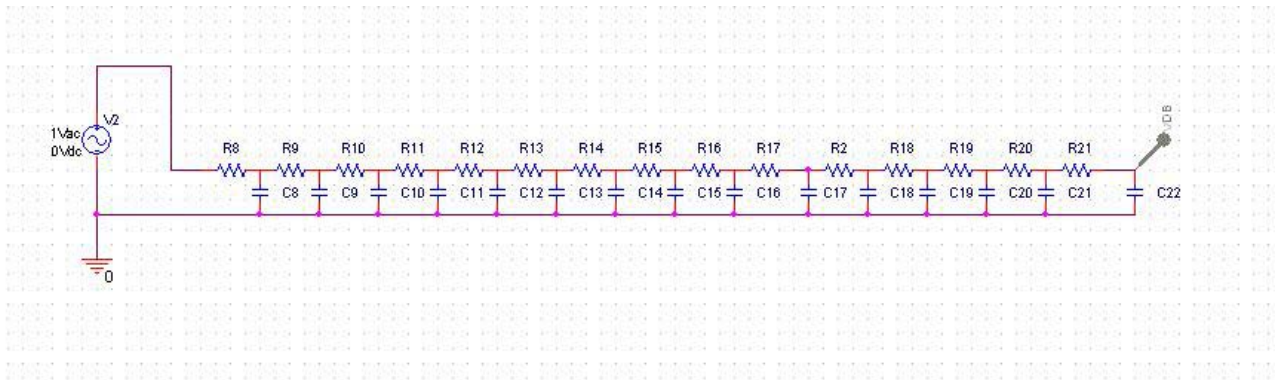 V2
1Vac
0Vdc
R8 R9 R10 R11 R12 R13 R14 R15 R16 R17 R2 R18 R19 R20 R21
C8 C9 C10 C11 C12 C13 C14 C15 C16 C17 C18 C19 C20 C21 C22
VDB
0